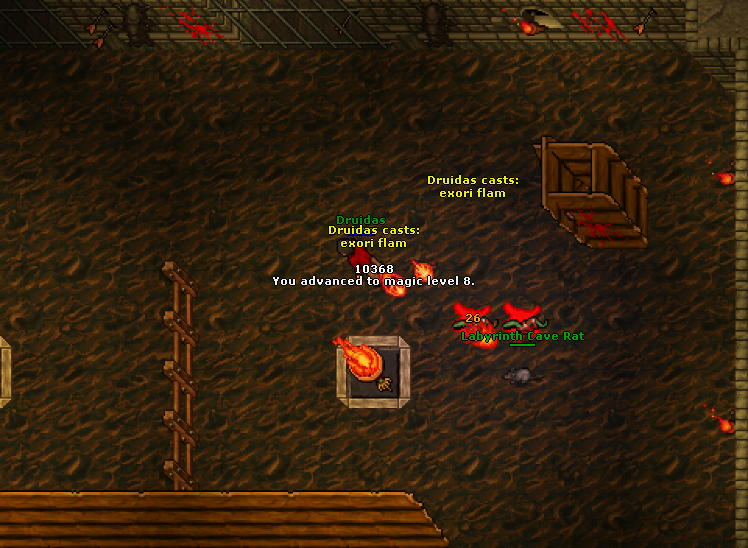 Druidas casts:
exori flam
Druidas
Druidas casts:
exori flam
10368
You advanced to magic level 8.
26
Labyrinth Cave Rat